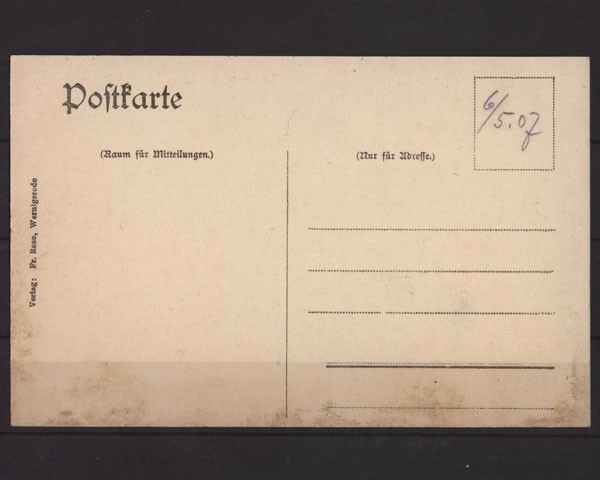 Postkarte
6/5.07
(Raum für Mitteilungen.)
(Nur für Adresse.)
Verlag: Fr. Rose, Wernigerode